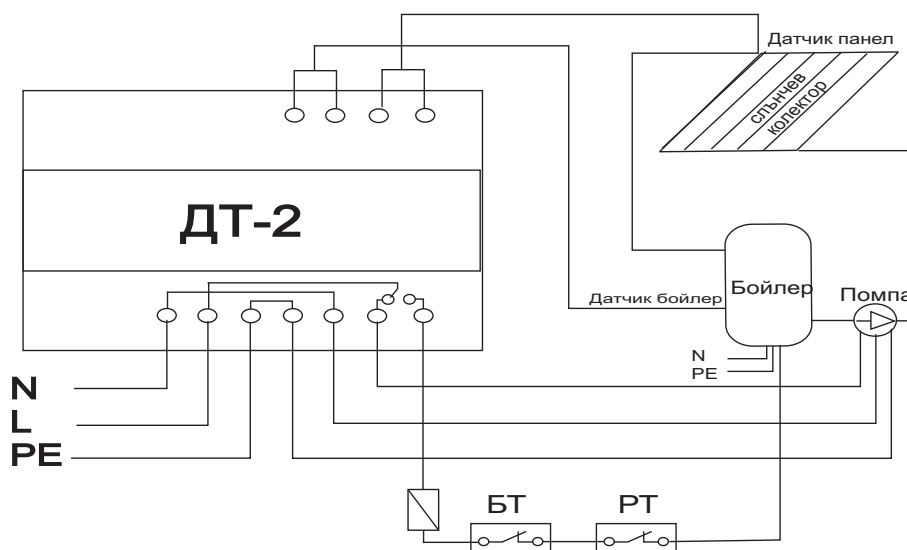 Датчик панел
слънчев
колектор
ДТ-2
Датчик бойлер
Бойлер
Помпа
N
PE
N
L
PE
БТ
РТ